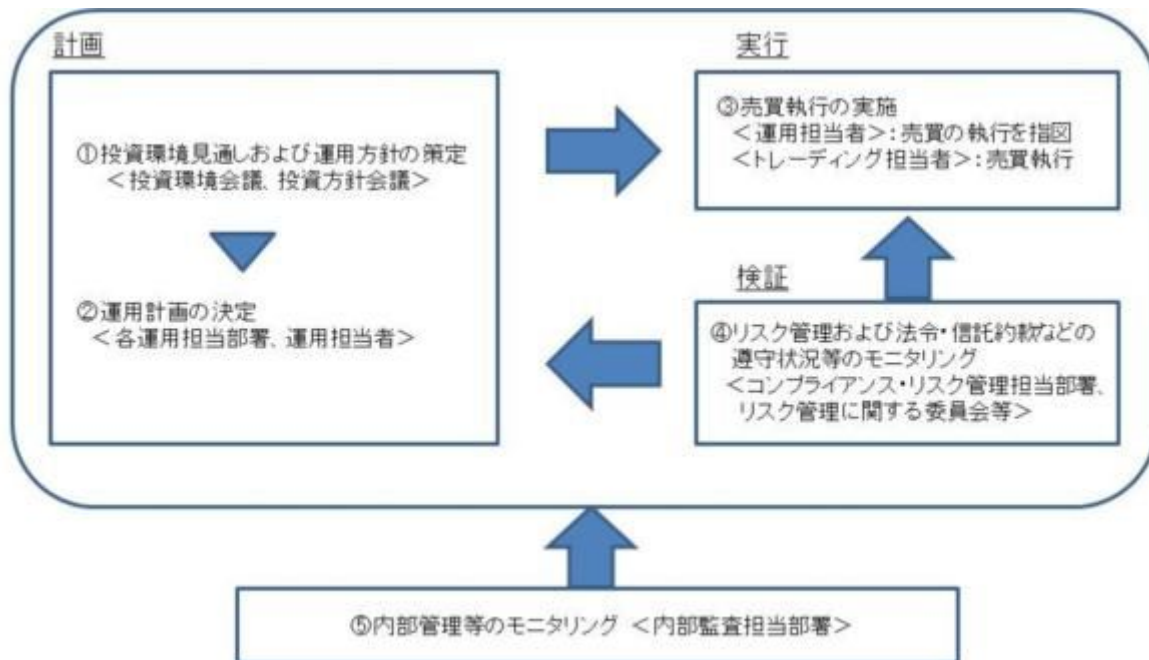 計画
①投資環境見通しおよび運用方針の策定
＜投資環境会議、投資方針会議＞
②運用計画の決定
＜各運用担当部署、運用担当者＞
実行
③売買執行の実施
＜運用担当者＞：売買の執行を指図
＜トレーディング担当者＞：売買執行
検証
④リスク管理および法令・信託約款などの
遵守状況等のモニタリング
＜コンプライアンス・リスク管理担当部署、
リスク管理に関する委員会等＞
⑤内部管理等のモニタリング ＜内部監査担当部署＞